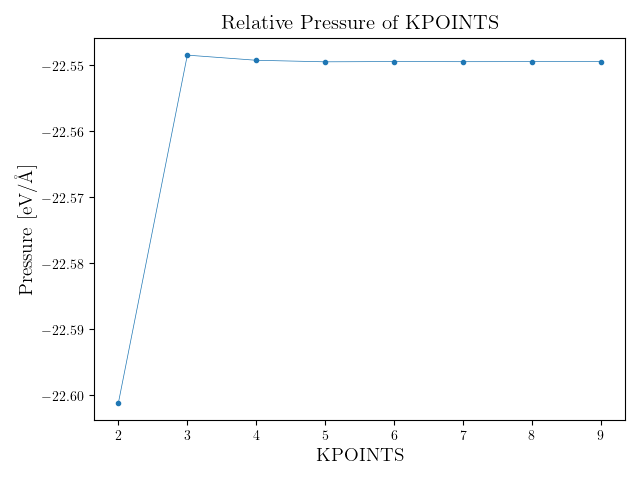 Relative Pressure of KPOINTS
Pressure [eV/Å]
−22.55
−22.56
−22.57
−22.58
−22.59
−22.60
2 3 4 5 6 7 8 9
KPOINTS